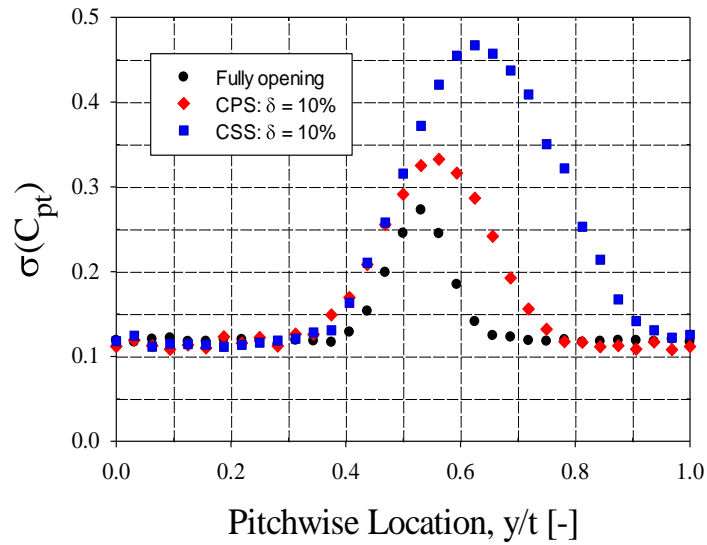 0.5
0.4
0.3
0.2
0.1
0.0
σ(Cpt)
Fully opening
CPS: δ = 10%
CSS: δ = 10%
0.0 0.2 0.4 0.6 0.8 1.0
Pitchwise Location, y/t [-]